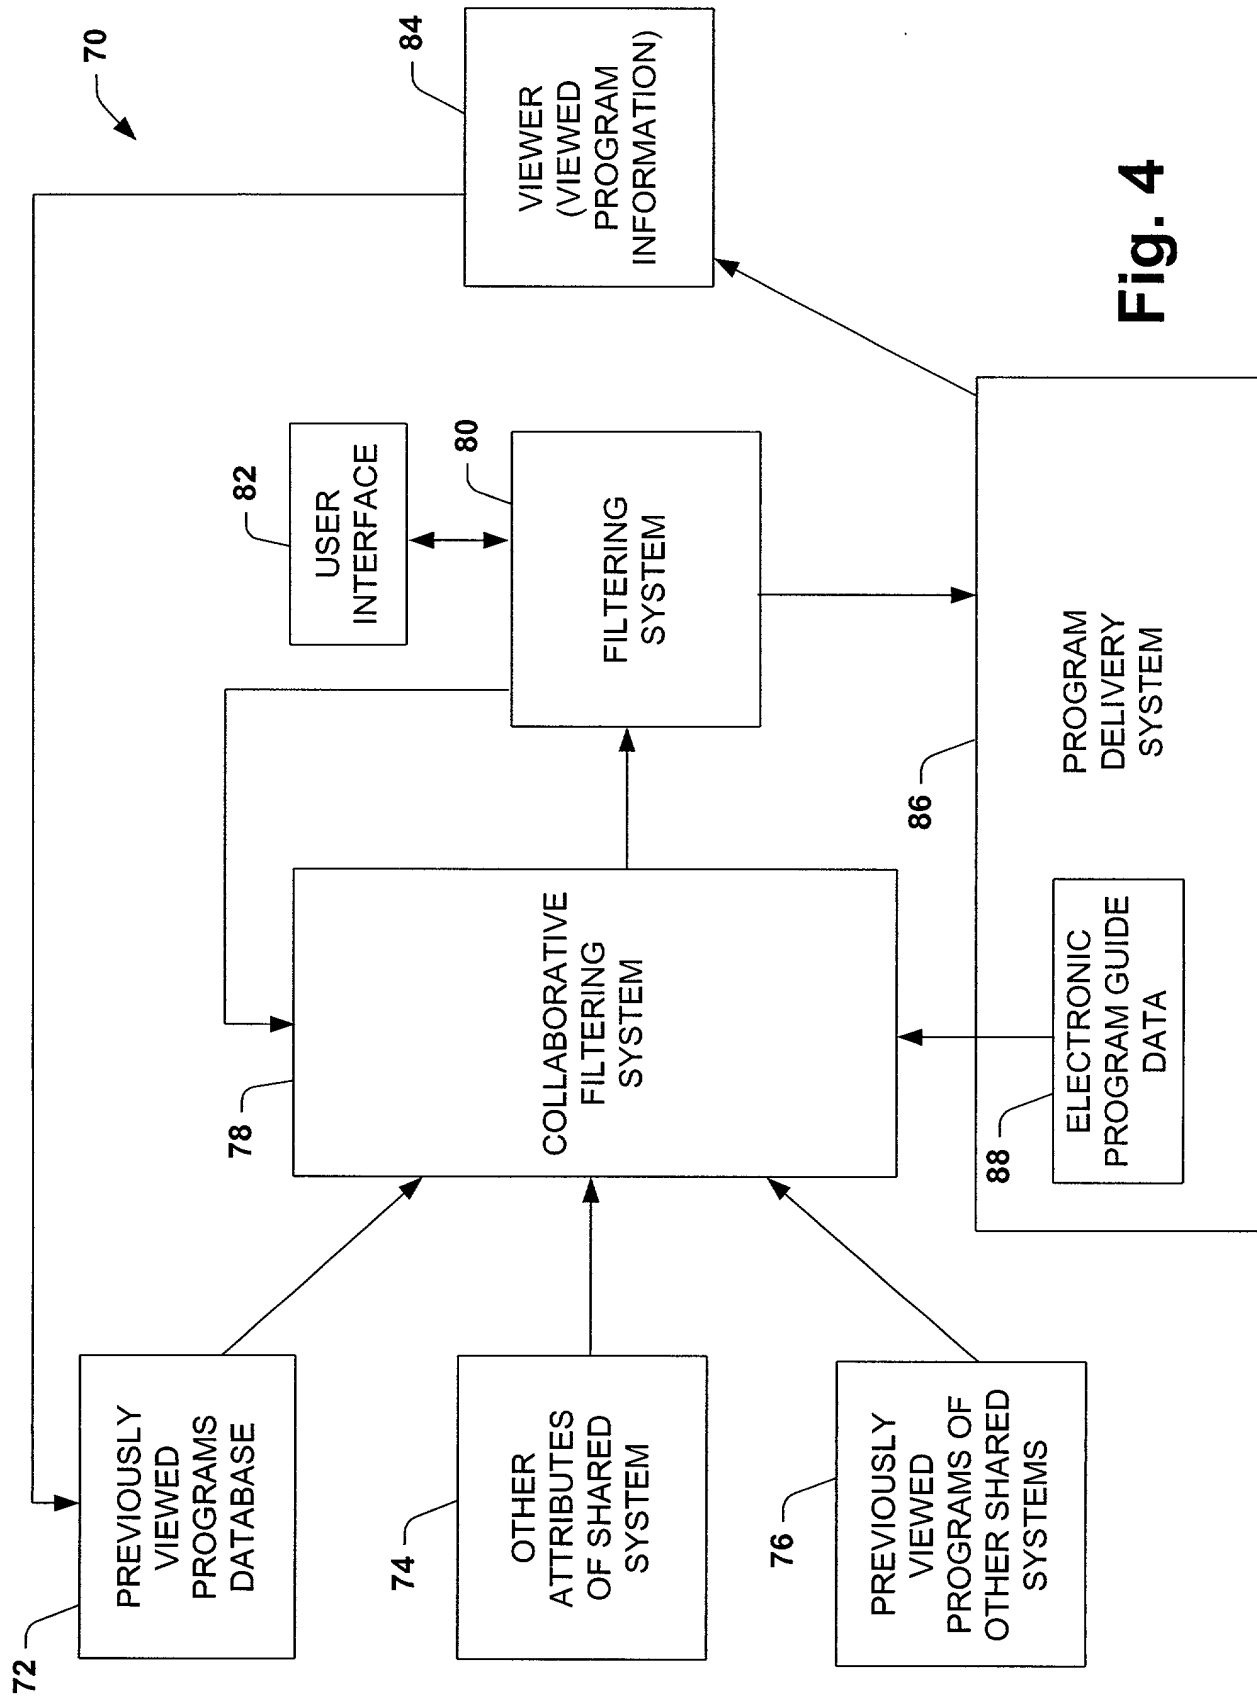 70
72
PREVIOUSLY
VIEWED
PROGRAMS
DATABASE
74
OTHER
ATTRIBUTES
OF SHARED
SYSTEM
76
PREVIOUSLY
VIEWED
PROGRAMS OF
OTHER SHARED
SYSTEMS
78
COLLABORATIVE
FILTERING
SYSTEM
82
USER
INTERFACE
80
FILTERING
SYSTEM
84
VIEWER
(VIEWED
PROGRAM
INFORMATION)
86
PROGRAM
DELIVERY
SYSTEM
88
ELECTRONIC
PROGRAM GUIDE
DATA
Fig. 4